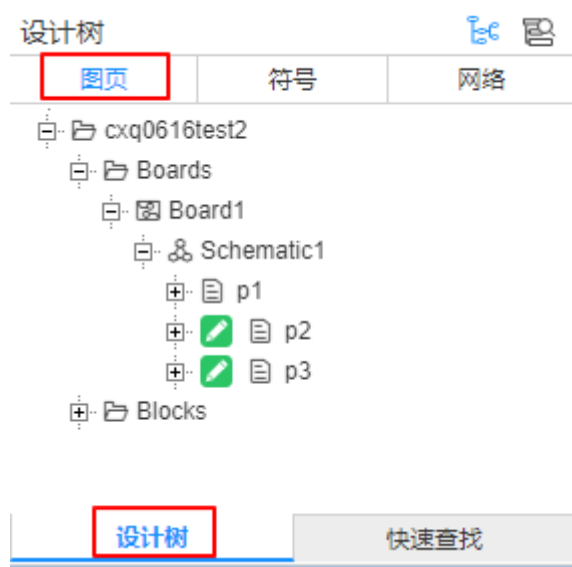 设计树
图页 符号 网络
cxq0616test2
Boards
Board1
Schematic1
p1
p2
p3
Blocks
设计树 快速查找